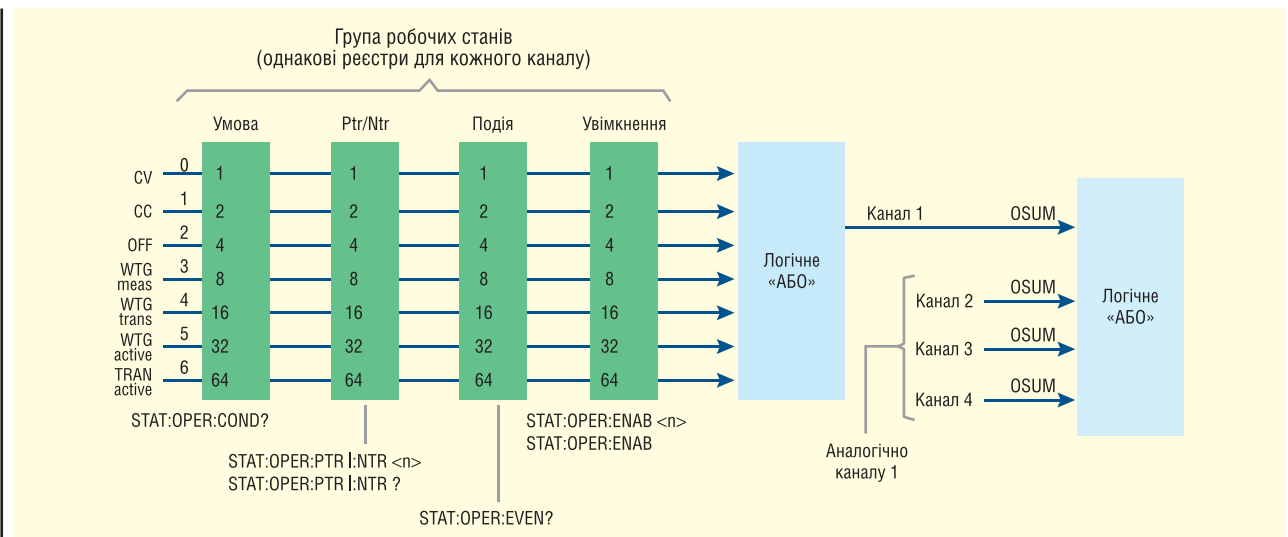 Група робочих станів
(однакові реєстри для кожного каналу)
Умова Ptr/Ntr Подія Увімкнення
CV 0 1 1 1 1
CC 1 2 2 2 2
OFF 2 4 4 4 4
WTG
meas 3 8 8 8 8
WTG
trans 4 16 16 16 16
WTG
active 5 32 32 32 32
TRAN
active 6 64 64 64 64
Логічне
«АБО»
Канал 1 OSUM
Канал 2 OSUM
Канал 3 OSUM
Канал 4 OSUM
Логічне
«АБО»
Аналогічно
каналу 1
STAT:OPER:COND?
STAT:OPER:PTR |:NTR <n>
STAT:OPER:PTR |:NTR ?
STAT:OPER:EVEN?
STAT:OPER:ENAB <n>
STAT:OPER:ENAB